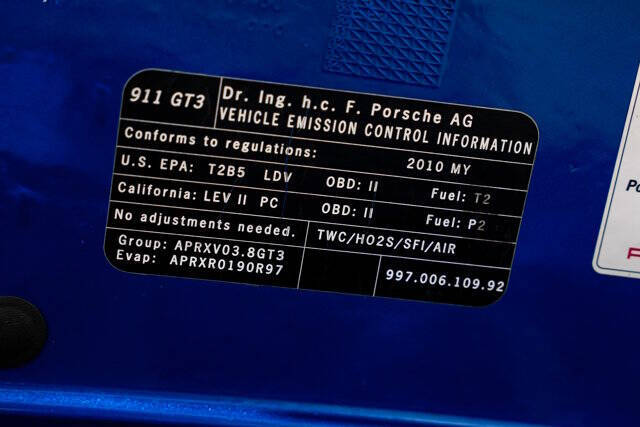 911 GT3
Dr. Ing. h.c. F. Porsche AG
VEHICLE EMISSION CONTROL INFORMATION
Conforms to regulations: 2010 MY
U.S. EPA: T2B5 LDV OBD: II Fuel: T2
California: LEV II PC OBD: II Fuel: P2
No adjustments needed. TWC/HO2S/SFI/AIR
Group: APRXV03.8GT3
Evap: APRXR0190R97
997.006.109.92